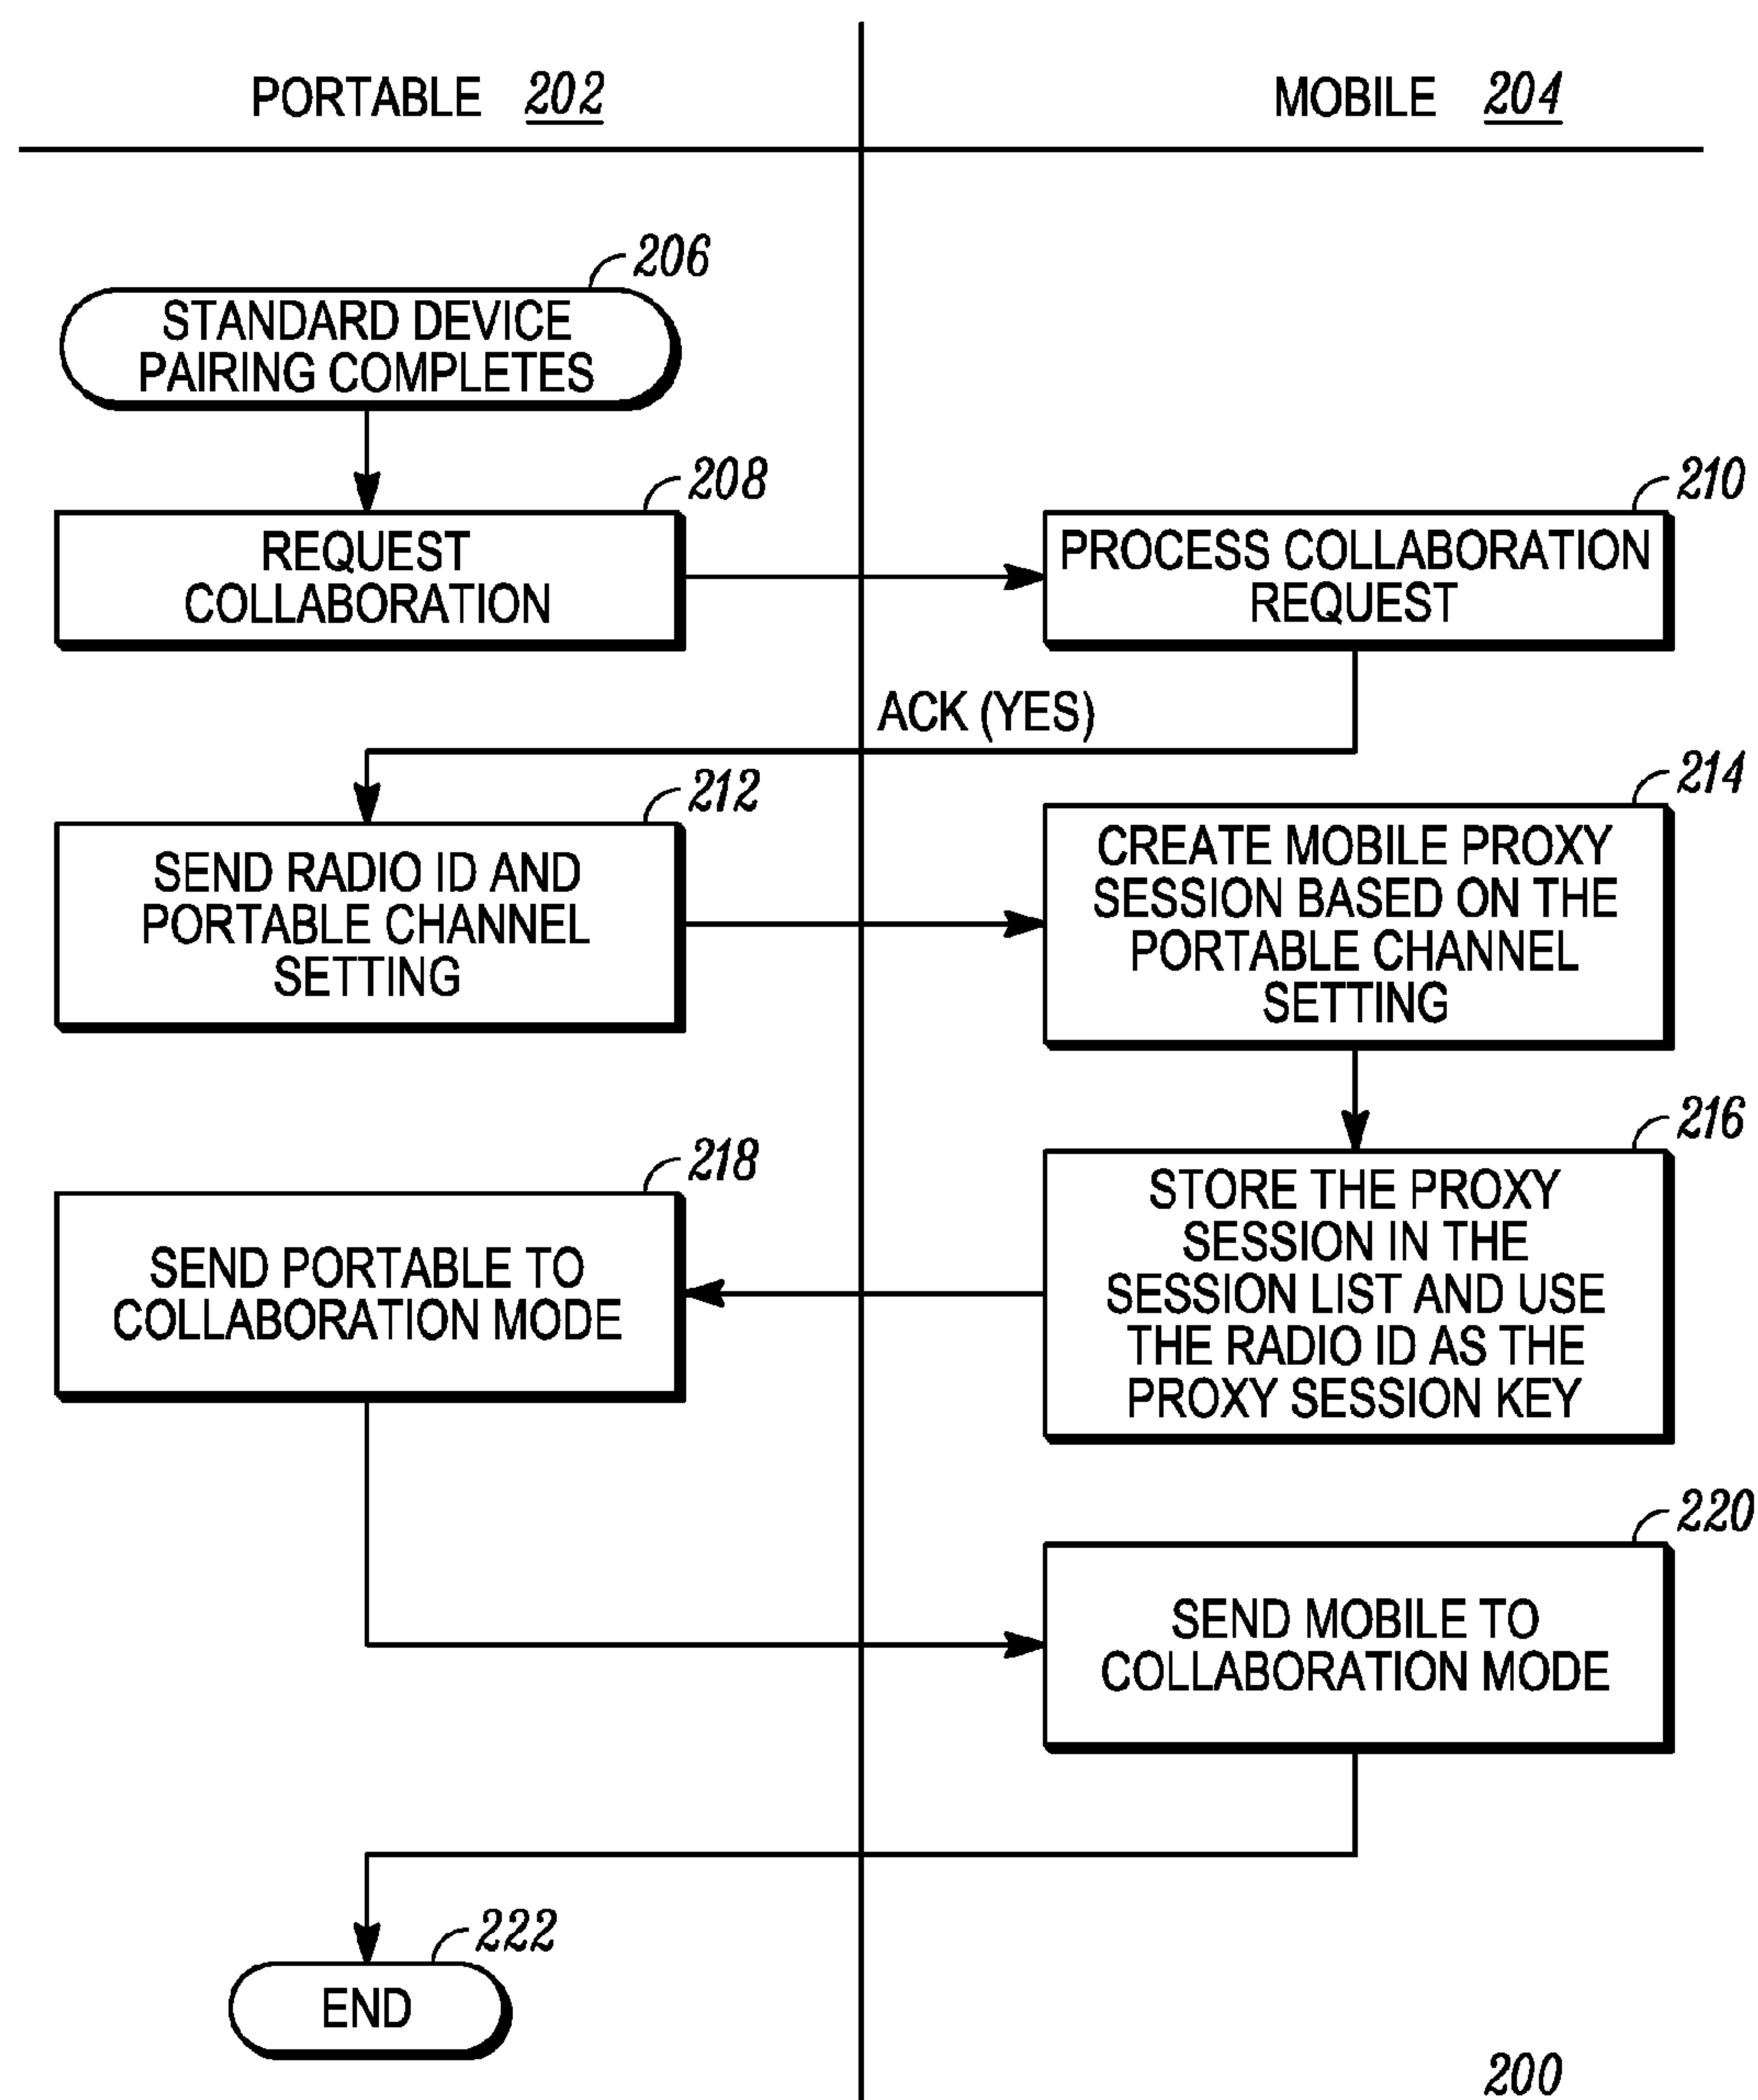 PORTABLE 202
MOBILE 204
206
STANDARD DEVICE
PAIRING COMPLETES
208
REQUEST
COLLABORATION
210
PROCESS COLLABORATION
REQUEST
ACK (YES)
212
SEND RADIO ID AND
PORTABLE CHANNEL
SETTING
214
CREATE MOBILE PROXY
SESSION BASED ON THE
PORTABLE CHANNEL
SETTING
216
STORE THE PROXY
SESSION IN THE
SESSION LIST AND USE
THE RADIO ID AS THE
PROXY SESSION KEY
218
SEND PORTABLE TO
COLLABORATION MODE
220
SEND MOBILE TO
COLLABORATION MODE
222
END
200